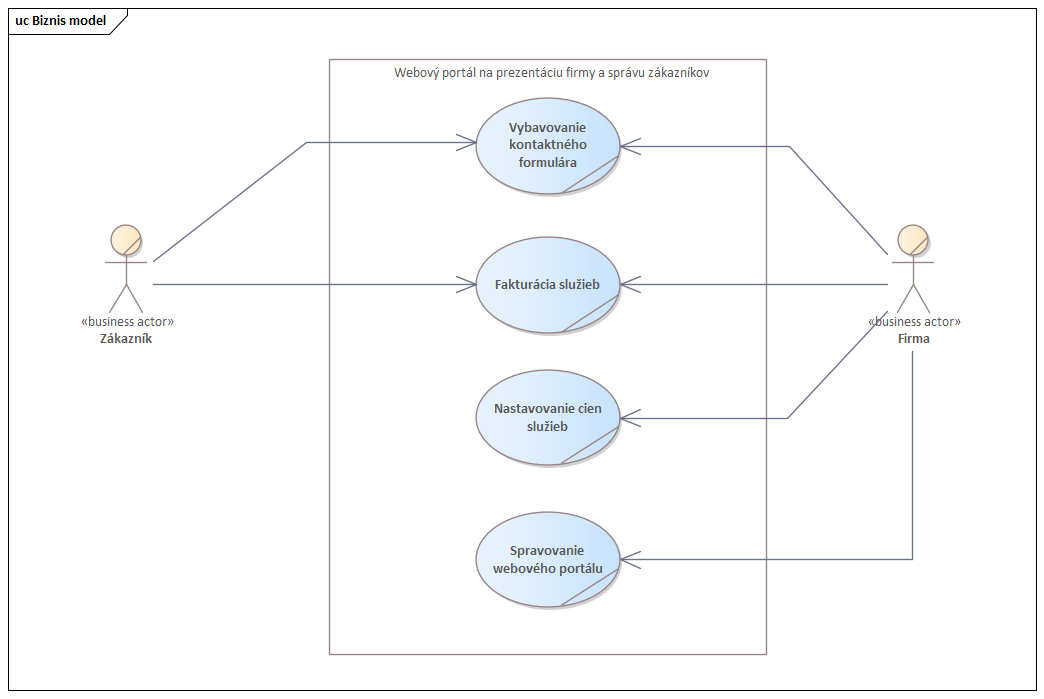 uc Biznis model
Webový portál na prezentáciu firmy a správu zákazníkov
Vybavovanie
kontaktného
formulára
Fakturácia služieb
Nastavovanie cien
služieb
Spravovanie
webového portálu
«business actor»
Zákazník
«business actor»
Firma